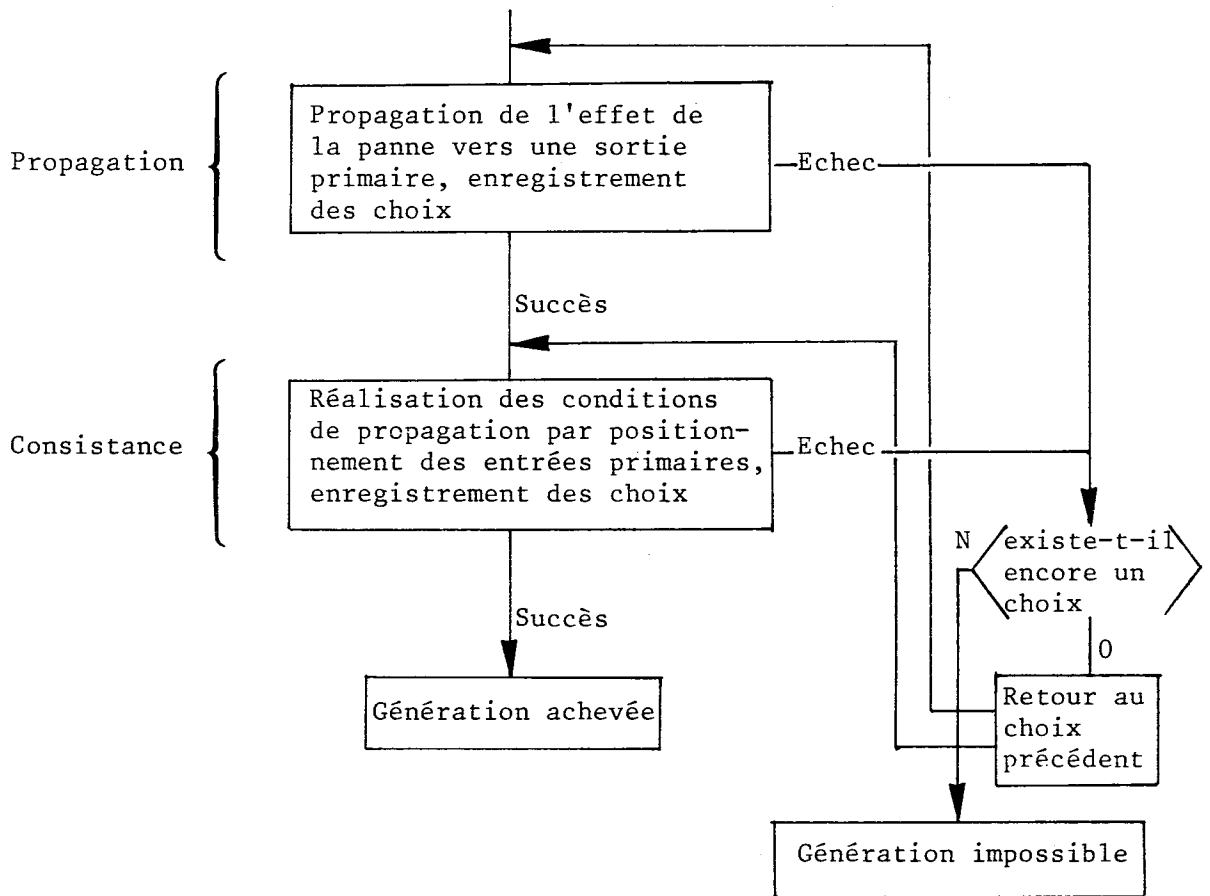 Propagation de l'effet de
la panne vers une sortie
primaire, enregistrement
des choix
Propagation
Echec
Succès
Réalisation des conditions
de propagation par position-
nement des entrées primaires,
enregistrement des choix
Consistance
Echec
N
existe-t-il
encore un
choix
O
Succès
Génération achevée
Retour au
choix
précédent
Génération impossible